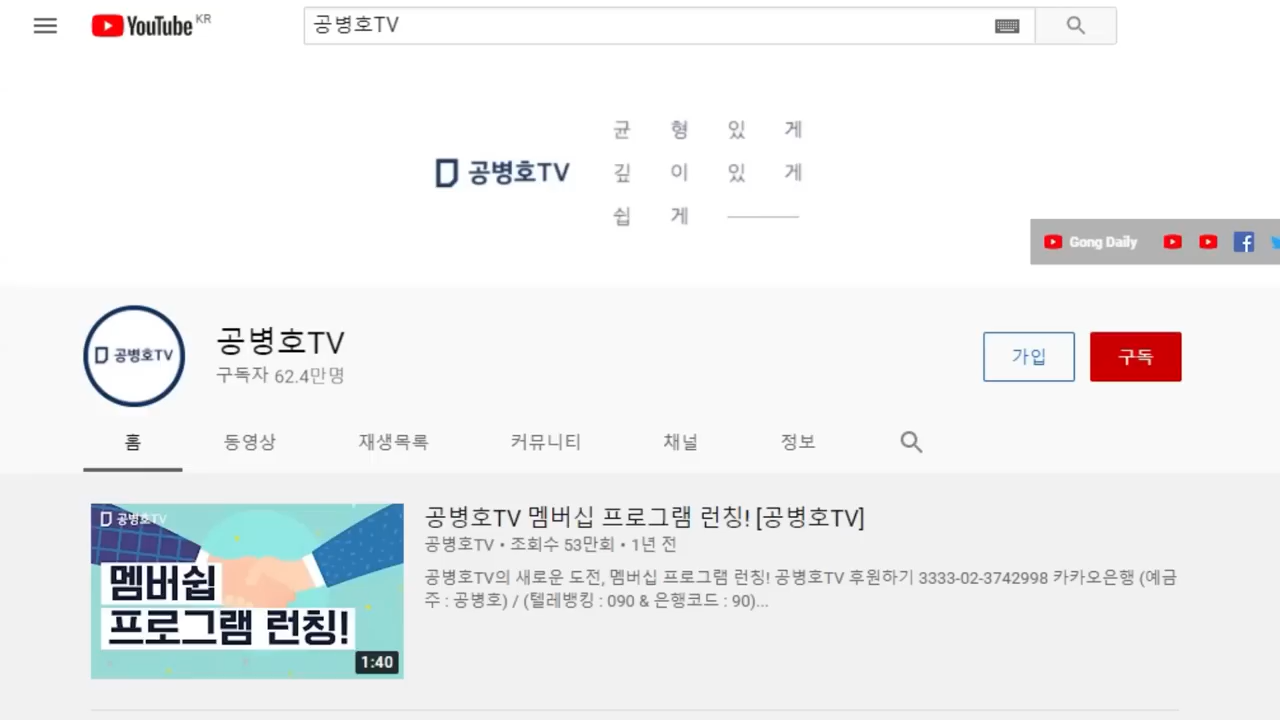 YouTube KR
공병호TV
균 형 있 게
공병호TV
깊 이 있 게
쉽 게
Gong Daily
공병호TV
공병호TV
구독자 62.4만명
가입
구독
홈
동영상
재생목록
커뮤니티
채널
정보
공병호TV
멤버쉽
프로그램 런칭!
1:40
공병호TV 멤버십 프로그램 런칭! [공병호TV]
공병호TV • 조회수 53만회 • 1년 전
공병호TV의 새로운 도전, 멤버십 프로그램 런칭! 공병호TV 후원하기 3333-02-3742998 카카오은행 (예금
주 : 공병호) / (텔레뱅킹 : 090 & 은행코드 : 90)...